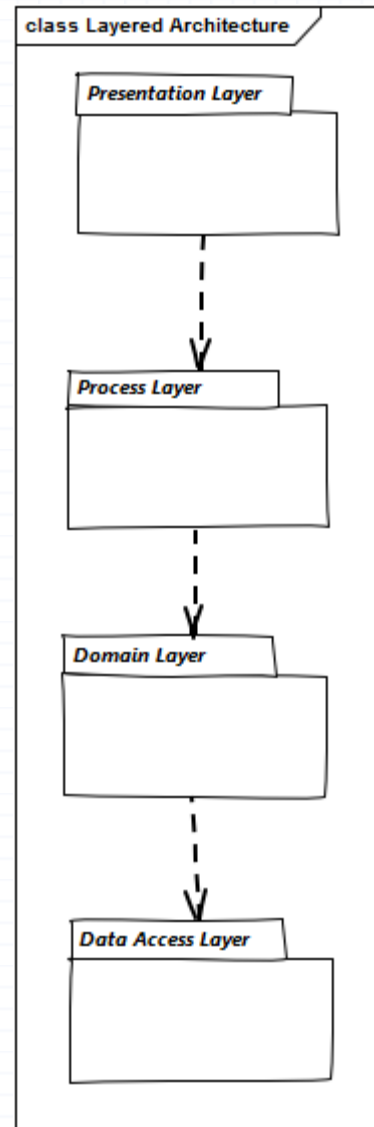 class Layered Architecture
Presentation Layer
Process Layer
Domain Layer
Data Access Layer